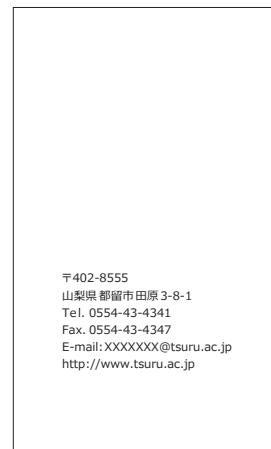 〒402-8555
山梨県都留市田原3-8-1
Tel. 0554-43-4341
Fax. 0554-43-4347
E-mail:XXXXXXX@tsuru.ac.jp
http://www.tsuru.ac.jp